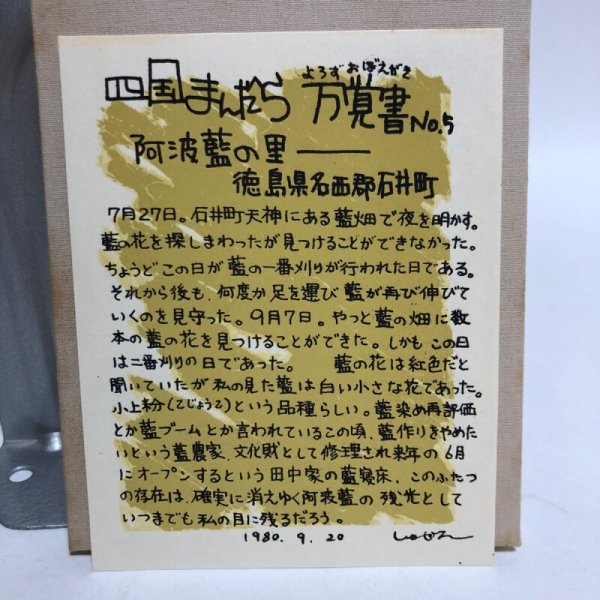 よろずおぼえがき
四国まんだら 万覚書 No.5
阿波藍の里――
徳島県名西郡石井町
7月27日。石井町天神にある藍畑で夜を明かす。
藍の花を探しまわったが見つけることができなかった。
ちょうどこの日が藍の一番刈りが行われた日である。
それから後も、何度か足を運び藍が再び伸びて
いくのを見守った。9月7日。やっと藍の畑に数
本の藍の花を見つけることができた。しかもこの日
は二番刈りの日であった。 藍の花は紅色だと
聞いていたが私の見た藍は白い小さな花であった。
小上粉(こじょうこ)という品種らしい。藍染め再評価
とか藍ブームとか言われているこの頃、藍作りをやめた
いという藍農家、文化財として修理され来年の6月
にオープンするという田中家の藍寝床、このふたつ
の存在は、確実に消えゆく阿波藍の残光として
いつまでも私の目に残るだろう。
1980. 9. 20